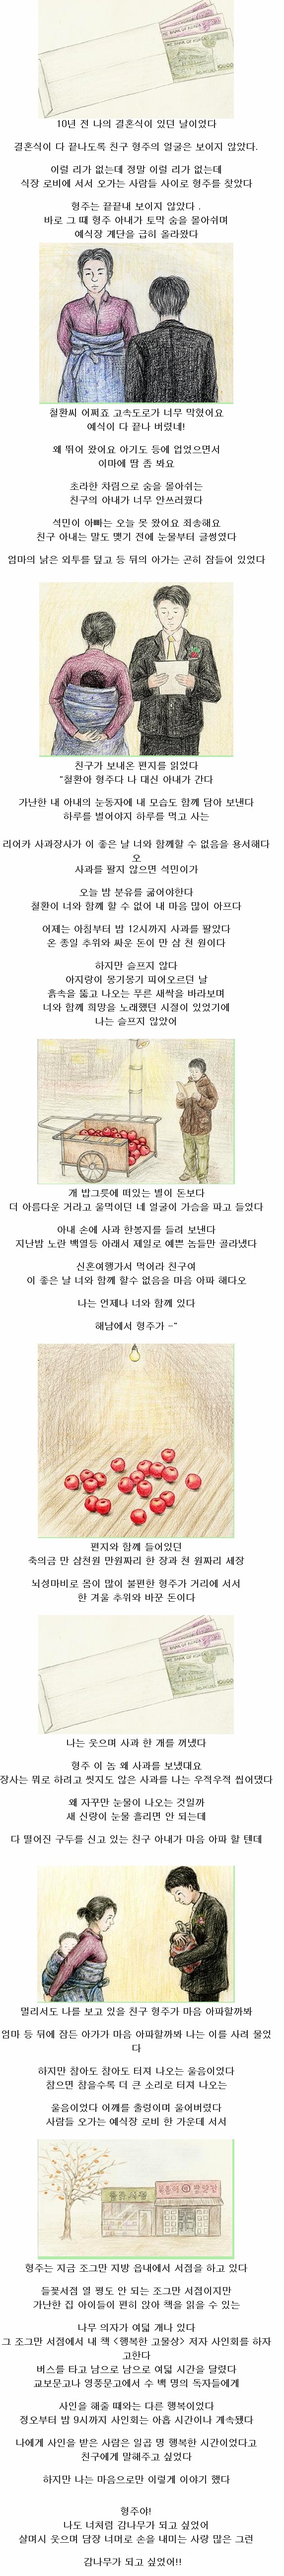 10년 전 나의 결혼식이 있던 날이었다
결혼식이 다 끝나도록 친구 형주의 얼굴은 보이지 않았다.
이럴 리가 없는데 정말 이럴 리가 없는데
식장 로비에 서서 오가는 사람들 사이로 형주를 찾았다
형주는 끝끝내 보이지 않았다 .
바로 그 때 형주 아내가 토막 숨을 몰아쉬며
예식장 계단을 급히 올라왔다
철환씨 어쩌죠 고속도로가 너무 막혔어요
예식이 다 끝나 버렸네!
왜 뛰어 왔어요 아기도 등에 업었으면서
이마에 땀 좀 봐요
초라한 차림으로 숨을 몰아쉬는
친구의 아내가 너무 안쓰러웠다
석민이 아빠는 오늘 못 왔어요 죄송해요
친구 아내는 말도 맺기 전에 눈물부터 글썽였다
엄마의 낡은 외투를 덮고 등 뒤의 아가는 곤히 잠들어 있었다
친구가 보내온 편지를 읽었다
"철환아 형주다 나 대신 아내가 간다
가난한 내 아내의 눈동자에 내 모습도 함께 담아 보낸다
하루를 벌어야지 하루를 먹고 사는
리어카 사과장사가 이 좋은 날 너와 함께할 수 없음을 용서해다
오
사과를 팔지 않으면 석민이가
오늘 밤 분유를 굶어야한다
철환이 너와 함께 할 수 없어 내 마음 많이 아프다
어제는 아침부터 밤 12시까지 사과를 팔았다
온 종일 추위와 싸운 돈이 만 삼 천 원이다
하지만 슬프지 않다
아지랑이 몽기몽기 피어오르던 날
흙속을 뚫고 나오는 푸른 새싹을 바라보며
너와 함께 희망을 노래했던 시절이 있었기에
나는 슬프지 않았어
개 밥그릇에 떠있는 별이 돈보다
더 아름다운 거라고 울먹이던 네 얼굴이 가슴을 파고 들었다
아내 손에 사과 한봉지를 들려 보낸다
지난밤 노란 백열등 아래서 제일로 예쁜 놈들만 골라냈다
신혼여행가서 먹어라 친구여
이 좋은 날 너와 함께 할수 없음을 마음 아파 해다오
나는 언제나 너와 함께 있다
해남에서 형주가 -"
편지와 함께 들어있던
축의금 만 삼천원 만원짜리 한 장과 천 원짜리 세장
뇌성마비로 몸이 많이 불편한 형주가 거리에 서서
한 겨울 추위와 바꾼 돈이다
나는 웃으며 사과 한 개를 꺼냈다
형주 이 놈 왜 사과를 보냈대요
장사는 뭐로 하려고 씻지도 않은 사과를 나는 우적우적 씹어댔다
왜 자꾸만 눈물이 나오는 것일까
새 신랑이 눈물 흘리면 안 되는데
다 떨어진 구두를 신고 있는 친구 아내가 마음 아파 할 텐데
멀리서도 나를 보고 있을 친구 형주가 마음 아파할까봐
엄마 등 뒤에 잠든 아가가 마음 아파할까봐 나는 이를 사려 물었
다
하지만 참아도 참아도 터져 나오는 울음이었다
참으면 참을수록 더 큰 소리로 터져 나오는
울음이었다 어깨를 출렁이며 울어버렸다
사람들 오가는 예식장 로비 한 가운데 서서
형주는 지금 조그만 지방 읍내에서 서점을 하고 있다
들꽃서점 열 평도 안 되는 조그만 서점이지만
가난한 집 아이들이 편히 앉아 책을 읽을 수 있는
나무 의자가 여덟 개나 있다
그 조그만 서점에서 내 책 <행복한 고물상> 저자 사인회를 하자
고한다
버스를 타고 남으로 남으로 여덟 시간을 달렸다
교보문고나 영풍문고에서 수 백 명의 독자들에게
사인을 해줄 때와는 다른 행복이었다
정오부터 밤 9시까지 사인회는 아홉 시간이나 계속됐다
나에게 사인을 받은 사람은 일곱 명 행복한 시간이었다고
친구에게 말해주고 싶었다
하지만 나는 마음으로만 이렇게 이야기 했다
형주야!
나도 너처럼 감나무가 되고 싶었어
살며시 웃으며 담장 너머로 손을 내미는 사랑 많은 그런
감나무가 되고 싶었어!!